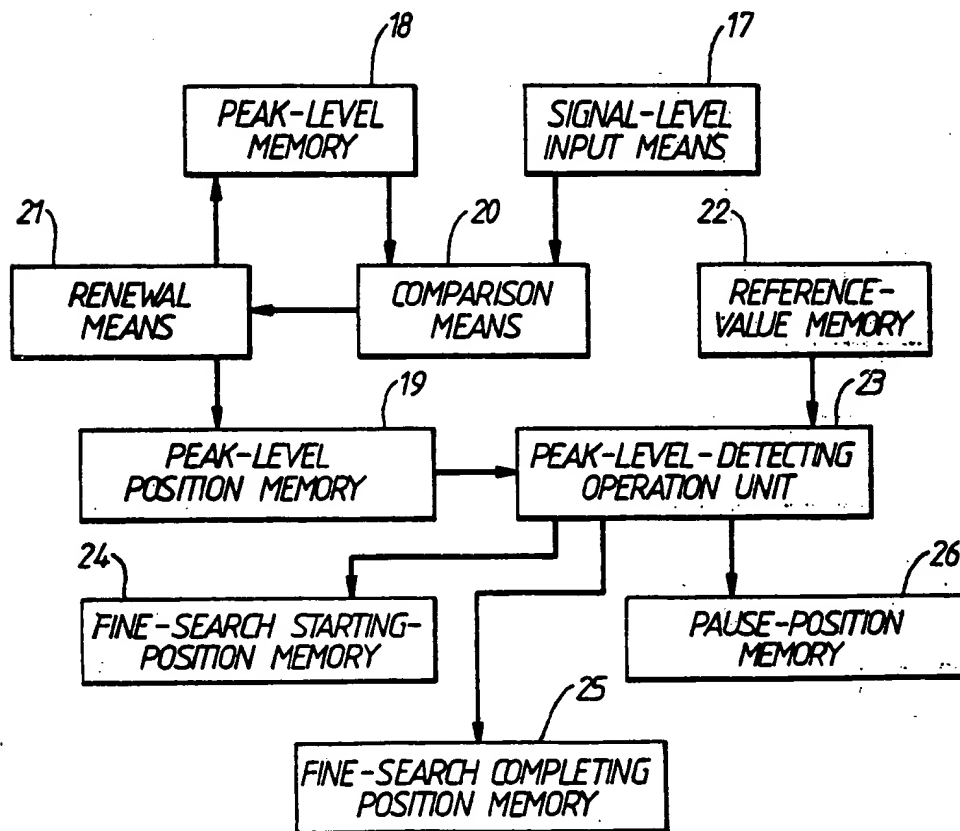 18
17
PEAK-LEVEL
MEMORY
SIGNAL-LEVEL
INPUT MEANS
21
20
22
RENEWAL
MEANS
COMPARISON
MEANS
REFERENCE-
VALUE MEMORY
19
23
PEAK-LEVEL
POSITION MEMORY
PEAK-LEVEL-DETECTING
OPERATION UNIT
24
26
FINE-SEARCH STARTING-
POSITION MEMORY
PAUSE-POSITION
MEMORY
25
FINE-SEARCH COMPLETING
POSITION MEMORY